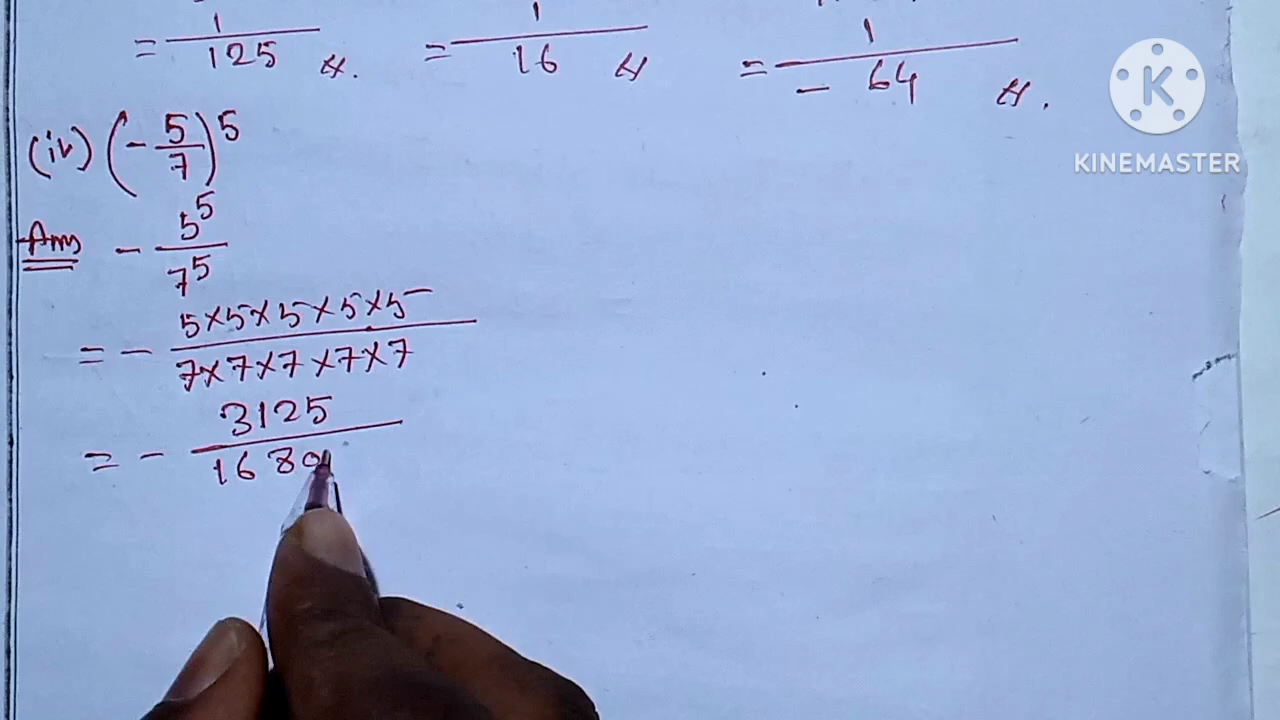 = 1/125 = 1/16 = 1/- 64
KINEMASTER
(iv) (- 5/7)^5
Ans - 5^5/7^5
= - 5×5×5×5×5/7×7×7×7×7
= - 3125/1680